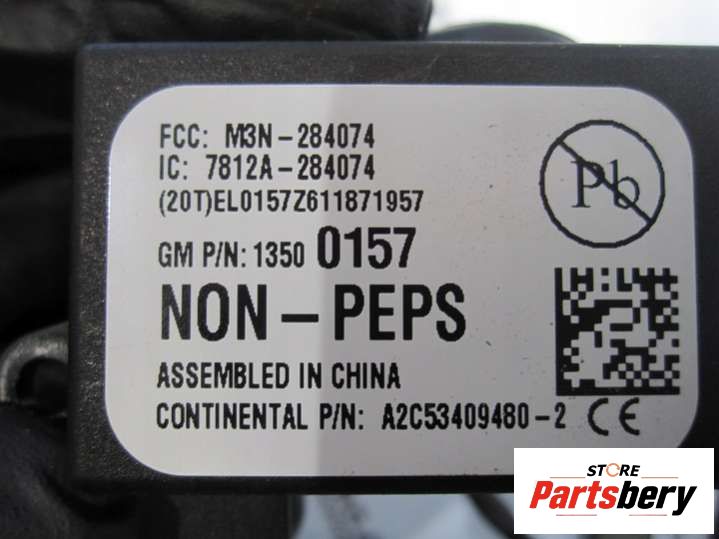 FCC: M3N-284074
IC: 7812A-284074
(20T)EL0157Z611871957
GM P/N: 1350 0157
NON-PEPS
ASSEMBLED IN CHINA
CONTINENTAL P/N: A2C53409480-2 CE
Pb
STORE
Partsbery